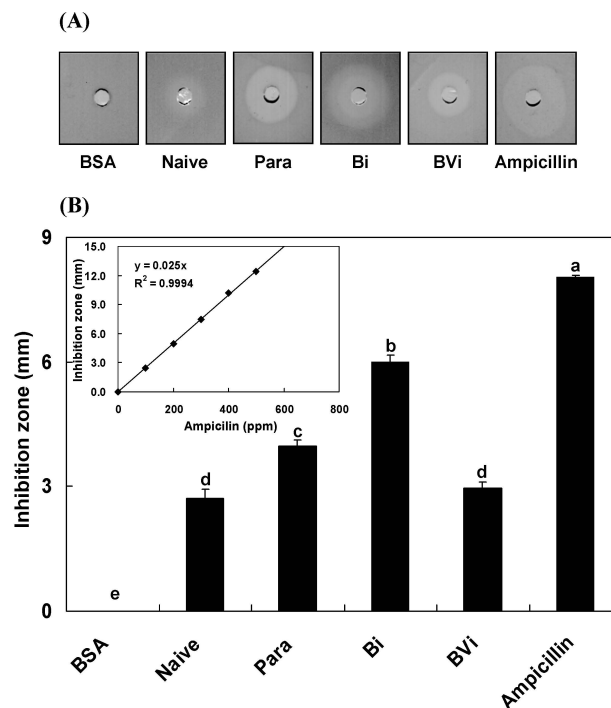 (A)
BSA Naive Para Bi BVi Ampicillin
(B)
Inhibition zone (mm)
9
6
3
0
Inhibition zone (mm)
15.0
12.0
9.0
6.0
3.0
0.0
y = 0.025x
R² = 0.9994
0 200 400 600 800
Ampicilin (ppm)
e
d
c
b
d
a
BSA
Naive
Para
Bi
BVi
Ampicillin